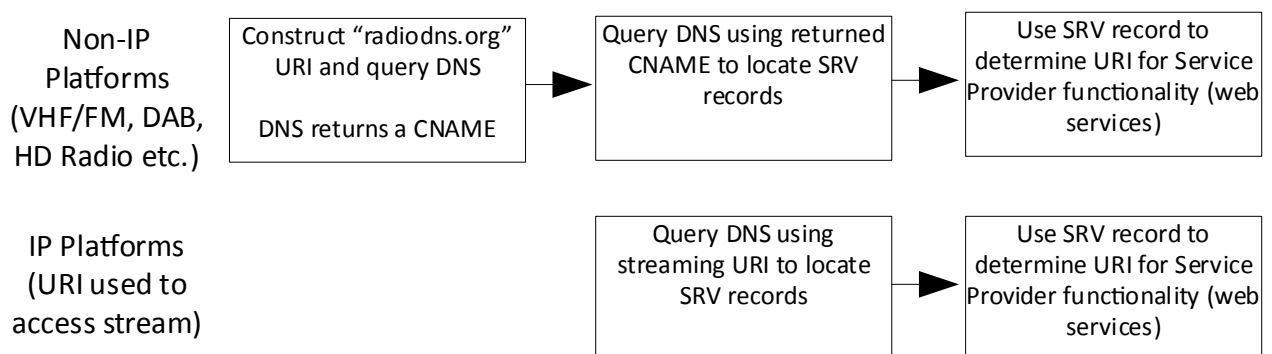 Non-IP
Platforms
(VHF/FM, DAB,
HD Radio etc.)
Construct “radiodns.org”
URI and query DNS
DNS returns a CNAME
Query DNS using returned
CNAME to locate SRV
records
Use SRV record to
determine URI for Service
Provider functionality (web
services)
IP Platforms
(URI used to
access stream)
Query DNS using
streaming URI to locate
SRV records
Use SRV record to
determine URI for Service
Provider functionality (web
services)